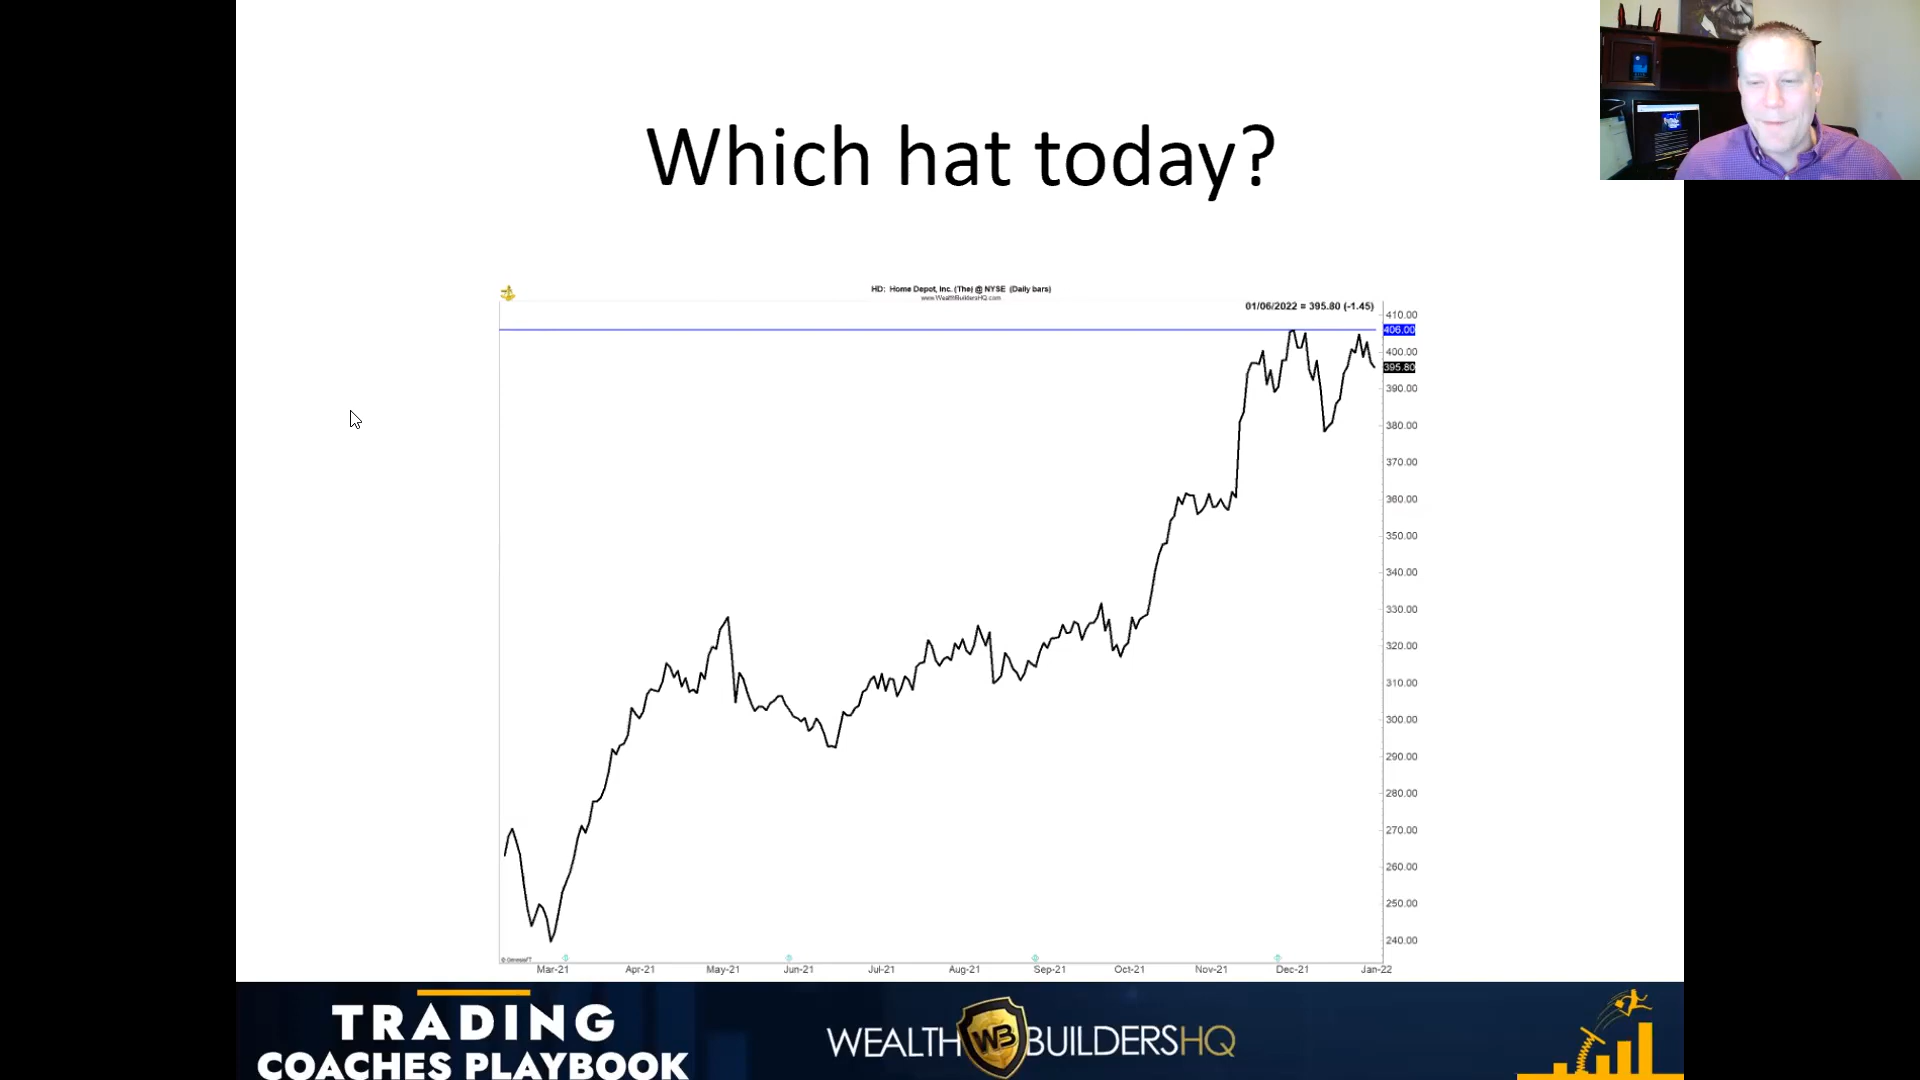 Which hat today?
HD: Home Depot, Inc. (The) @ NYSE (Daily bars)
www.WealthBuildersHQ.com
01/06/2022 = 395.80 (-1.45)
410.00
406.00
400.00
395.80
390.00
380.00
370.00
360.00
350.00
340.00
330.00
320.00
310.00
300.00
290.00
280.00
270.00
260.00
250.00
240.00
© GenesisFT
Mar-21 Apr-21 May-21 Jun-21 Jul-21 Aug-21 Sep-21 Oct-21 Nov-21 Dec-21 Jan-22
TRADING
COACHES PLAYBOOK
WEALTH WB BUILDERSHQ